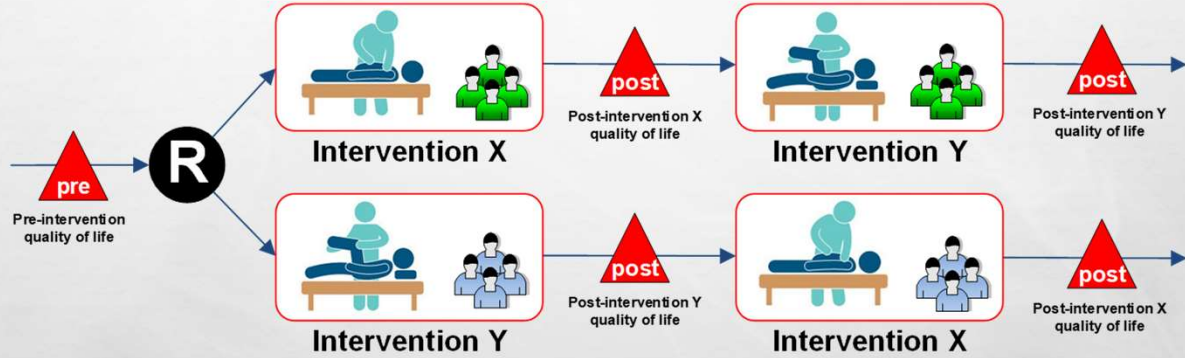 post
Post-intervention X
quality of life
post
Post-intervention Y
quality of life
Intervention X
Intervention Y
R
pre
Pre-intervention
quality of life
post
Post-intervention Y
quality of life
post
Post-intervention X
quality of life
Intervention Y
Intervention X